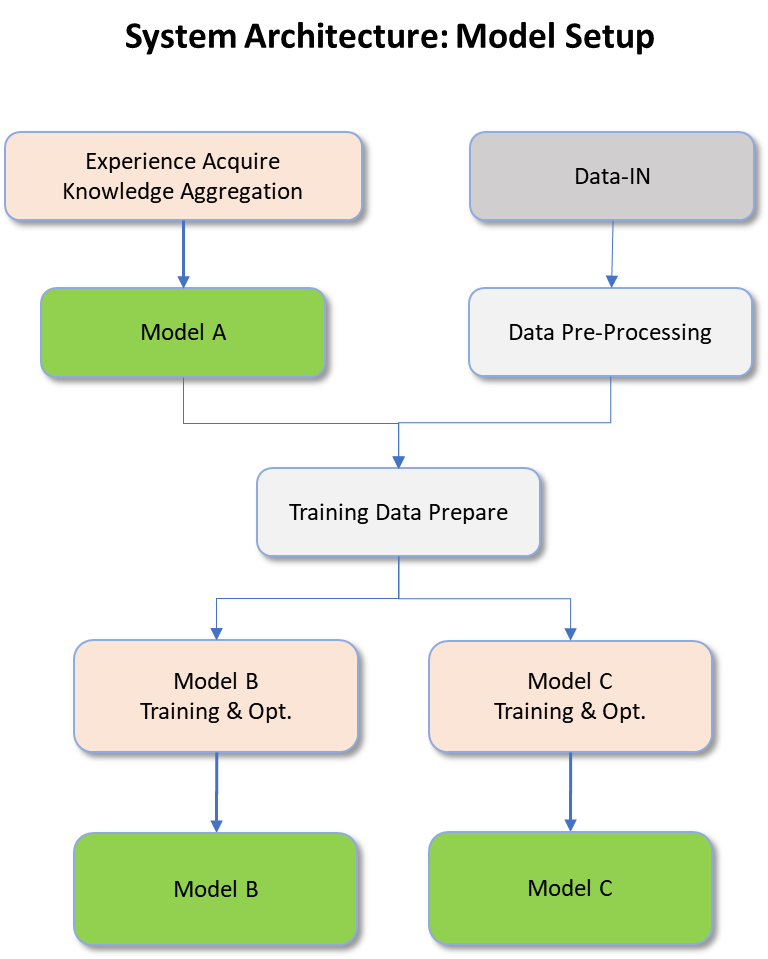 System Architecture: Model Setup
Experience Acquire
Knowledge Aggregation
Data-IN
Model A
Data Pre-Processing
Training Data Prepare
Model B
Training & Opt.
Model C
Training & Opt.
Model B
Model C